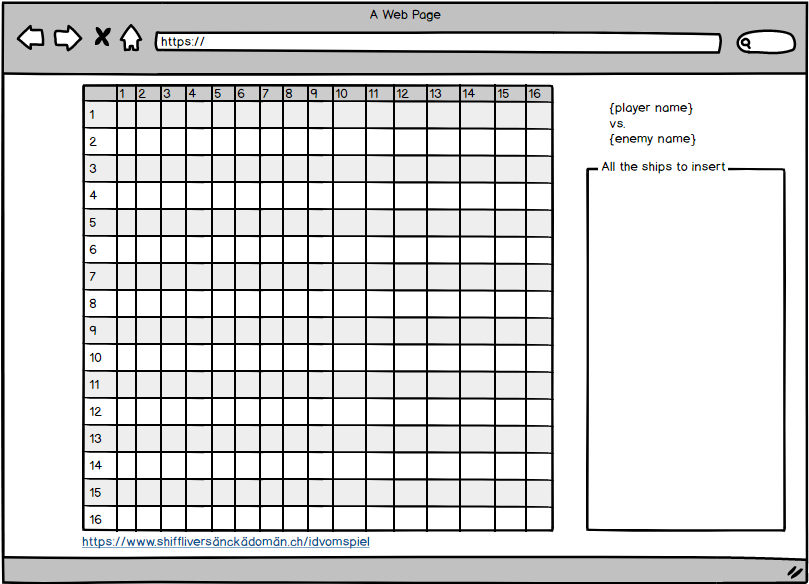 A Web Page
https://
1 2 3 4 5 6 7 8 9 10 11 12 13 14 15 16
1
2
3
4
5
6
7
8
9
10
11
12
13
14
15
16
{player name}
vs.
{enemy name}
All the ships to insert
https://www.shiffliversänckädomän.ch/idvomspiel